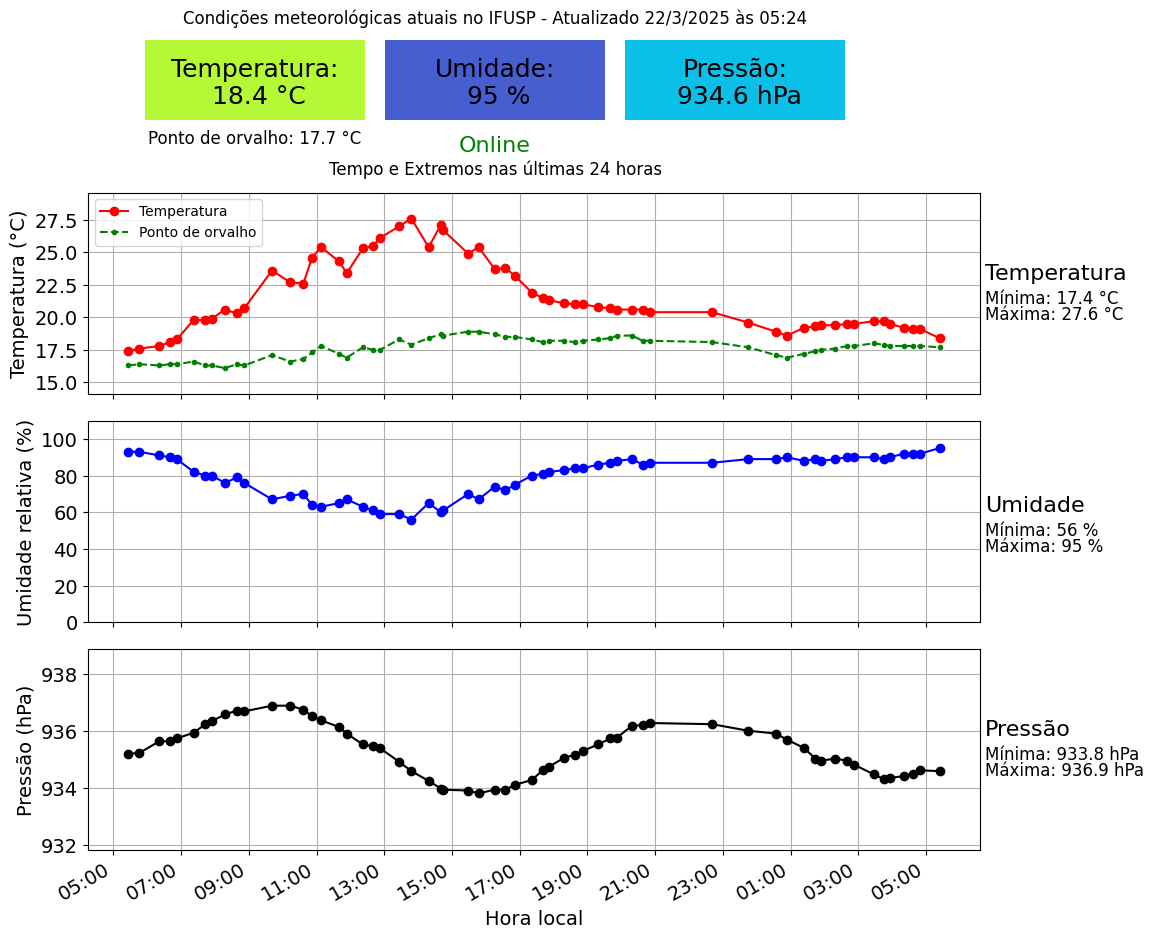 Condições meteorológicas atuais no IFUSP - Atualizado 22/3/2025 às 05:24
Temperatura:
18.4 °C
Umidade:
95 %
Pressão:
934.6 hPa
Ponto de orvalho: 17.7 °C
Online
Tempo e Extremos nas últimas 24 horas
Temperatura (°C)
27.5
25.0
22.5
20.0
17.5
15.0
Temperatura
Ponto de orvalho
Temperatura
Mínima: 17.4 °C
Máxima: 27.6 °C
Umidade relativa (%)
100
80
60
40
20
0
Umidade
Mínima: 56 %
Máxima: 95 %
Pressão (hPa)
938
936
934
932
Pressão
Mínima: 933.8 hPa
Máxima: 936.9 hPa
05:00 07:00 09:00 11:00 13:00 15:00 17:00 19:00 21:00 23:00 01:00 03:00 05:00
Hora local